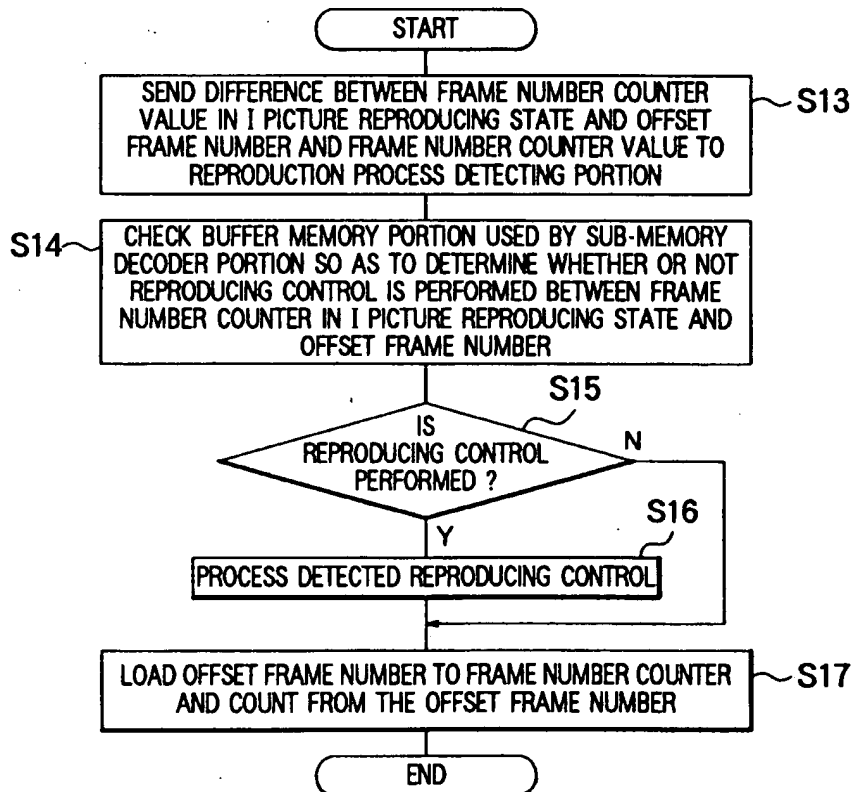 START
SEND DIFFERENCE BETWEEN FRAME NUMBER COUNTER
VALUE IN I PICTURE REPRODUCING STATE AND OFFSET
FRAME NUMBER AND FRAME NUMBER COUNTER VALUE TO
REPRODUCTION PROCESS DETECTING PORTION
S13
S14
CHECK BUFFER MEMORY PORTION USED BY SUB-MEMORY
DECODER PORTION SO AS TO DETERMINE WHETHER OR NOT
REPRODUCING CONTROL IS PERFORMED BETWEEN FRAME
NUMBER COUNTER IN I PICTURE REPRODUCING STATE AND
OFFSET FRAME NUMBER
S15
IS
REPRODUCING CONTROL
PERFORMED ?
N
Y
S16
PROCESS DETECTED REPRODUCING CONTROL
LOAD OFFSET FRAME NUMBER TO FRAME NUMBER COUNTER
AND COUNT FROM THE OFFSET FRAME NUMBER
S17
END